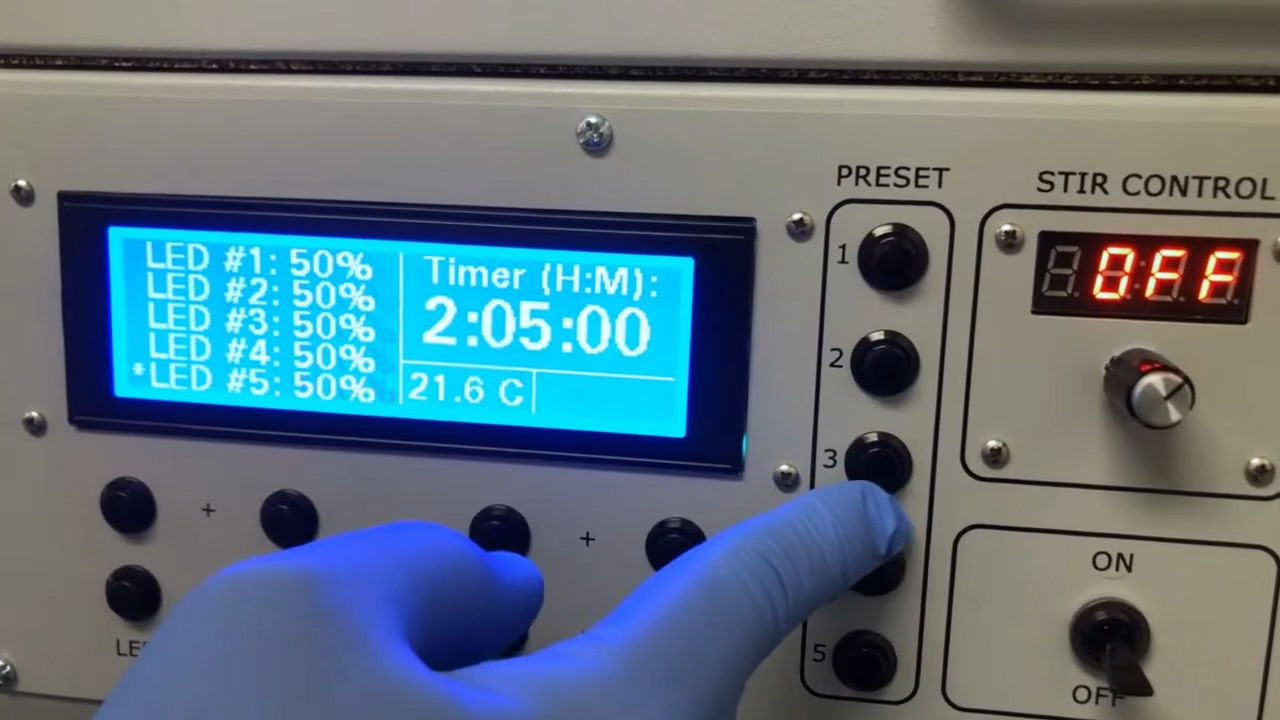 LED #1: 50%
LED #2: 50%
LED #3: 50%
LED #4: 50%
*LED #5: 50%
Timer (H:M):
2:05:00
21.6 C
+
+
PRESET
1
2
3
5
STIR CONTROL
OFF
ON
OFF